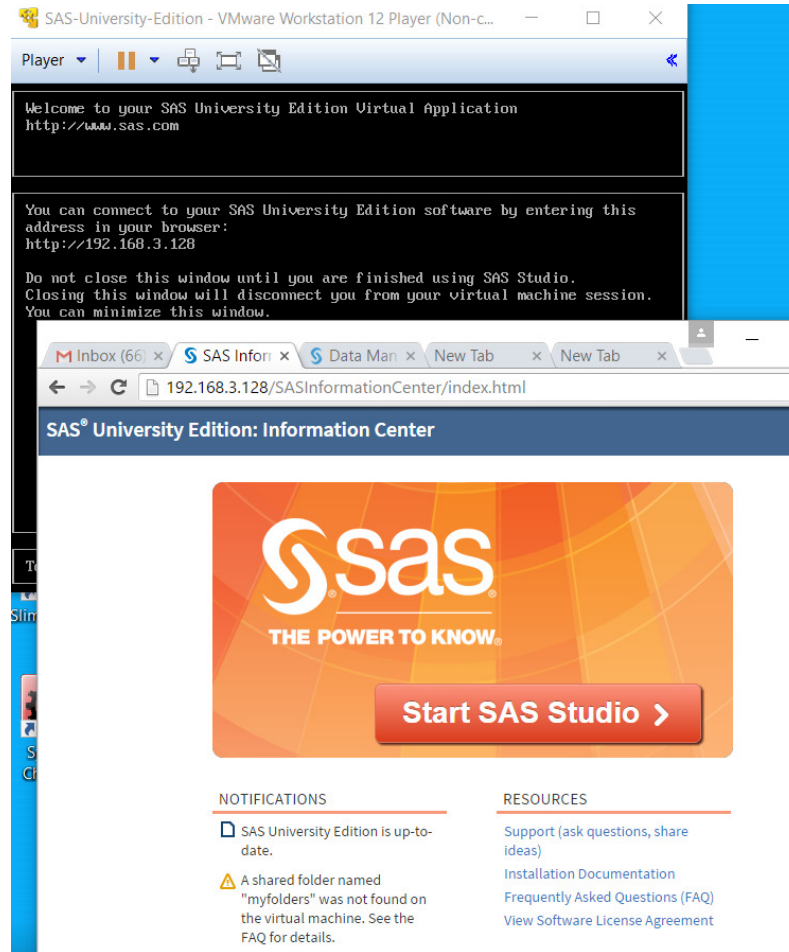 SAS-University-Edition - VMware Workstation 12 Player (Non-c...
Player
Welcome to your SAS University Edition Virtual Application
http://www.sas.com
You can connect to your SAS University Edition software by entering this
address in your browser:
http://192.168.3.128
Do not close this window until you are finished using SAS Studio.
Closing this window will disconnect you from your virtual machine session.
You can minimize this window.
Inbox (66) SAS Inforr Data Man New Tab New Tab
192.168.3.128/SASInformationCenter/index.html
SAS® University Edition: Information Center
sas
THE POWER TO KNOW®
Start SAS Studio
NOTIFICATIONS
SAS University Edition is up-to-
date.
A shared folder named
"myfolders" was not found on
the virtual machine. See the
FAQ for details.
RESOURCES
Support (ask questions, share
ideas)
Installation Documentation
Frequently Asked Questions (FAQ)
View Software License Agreement